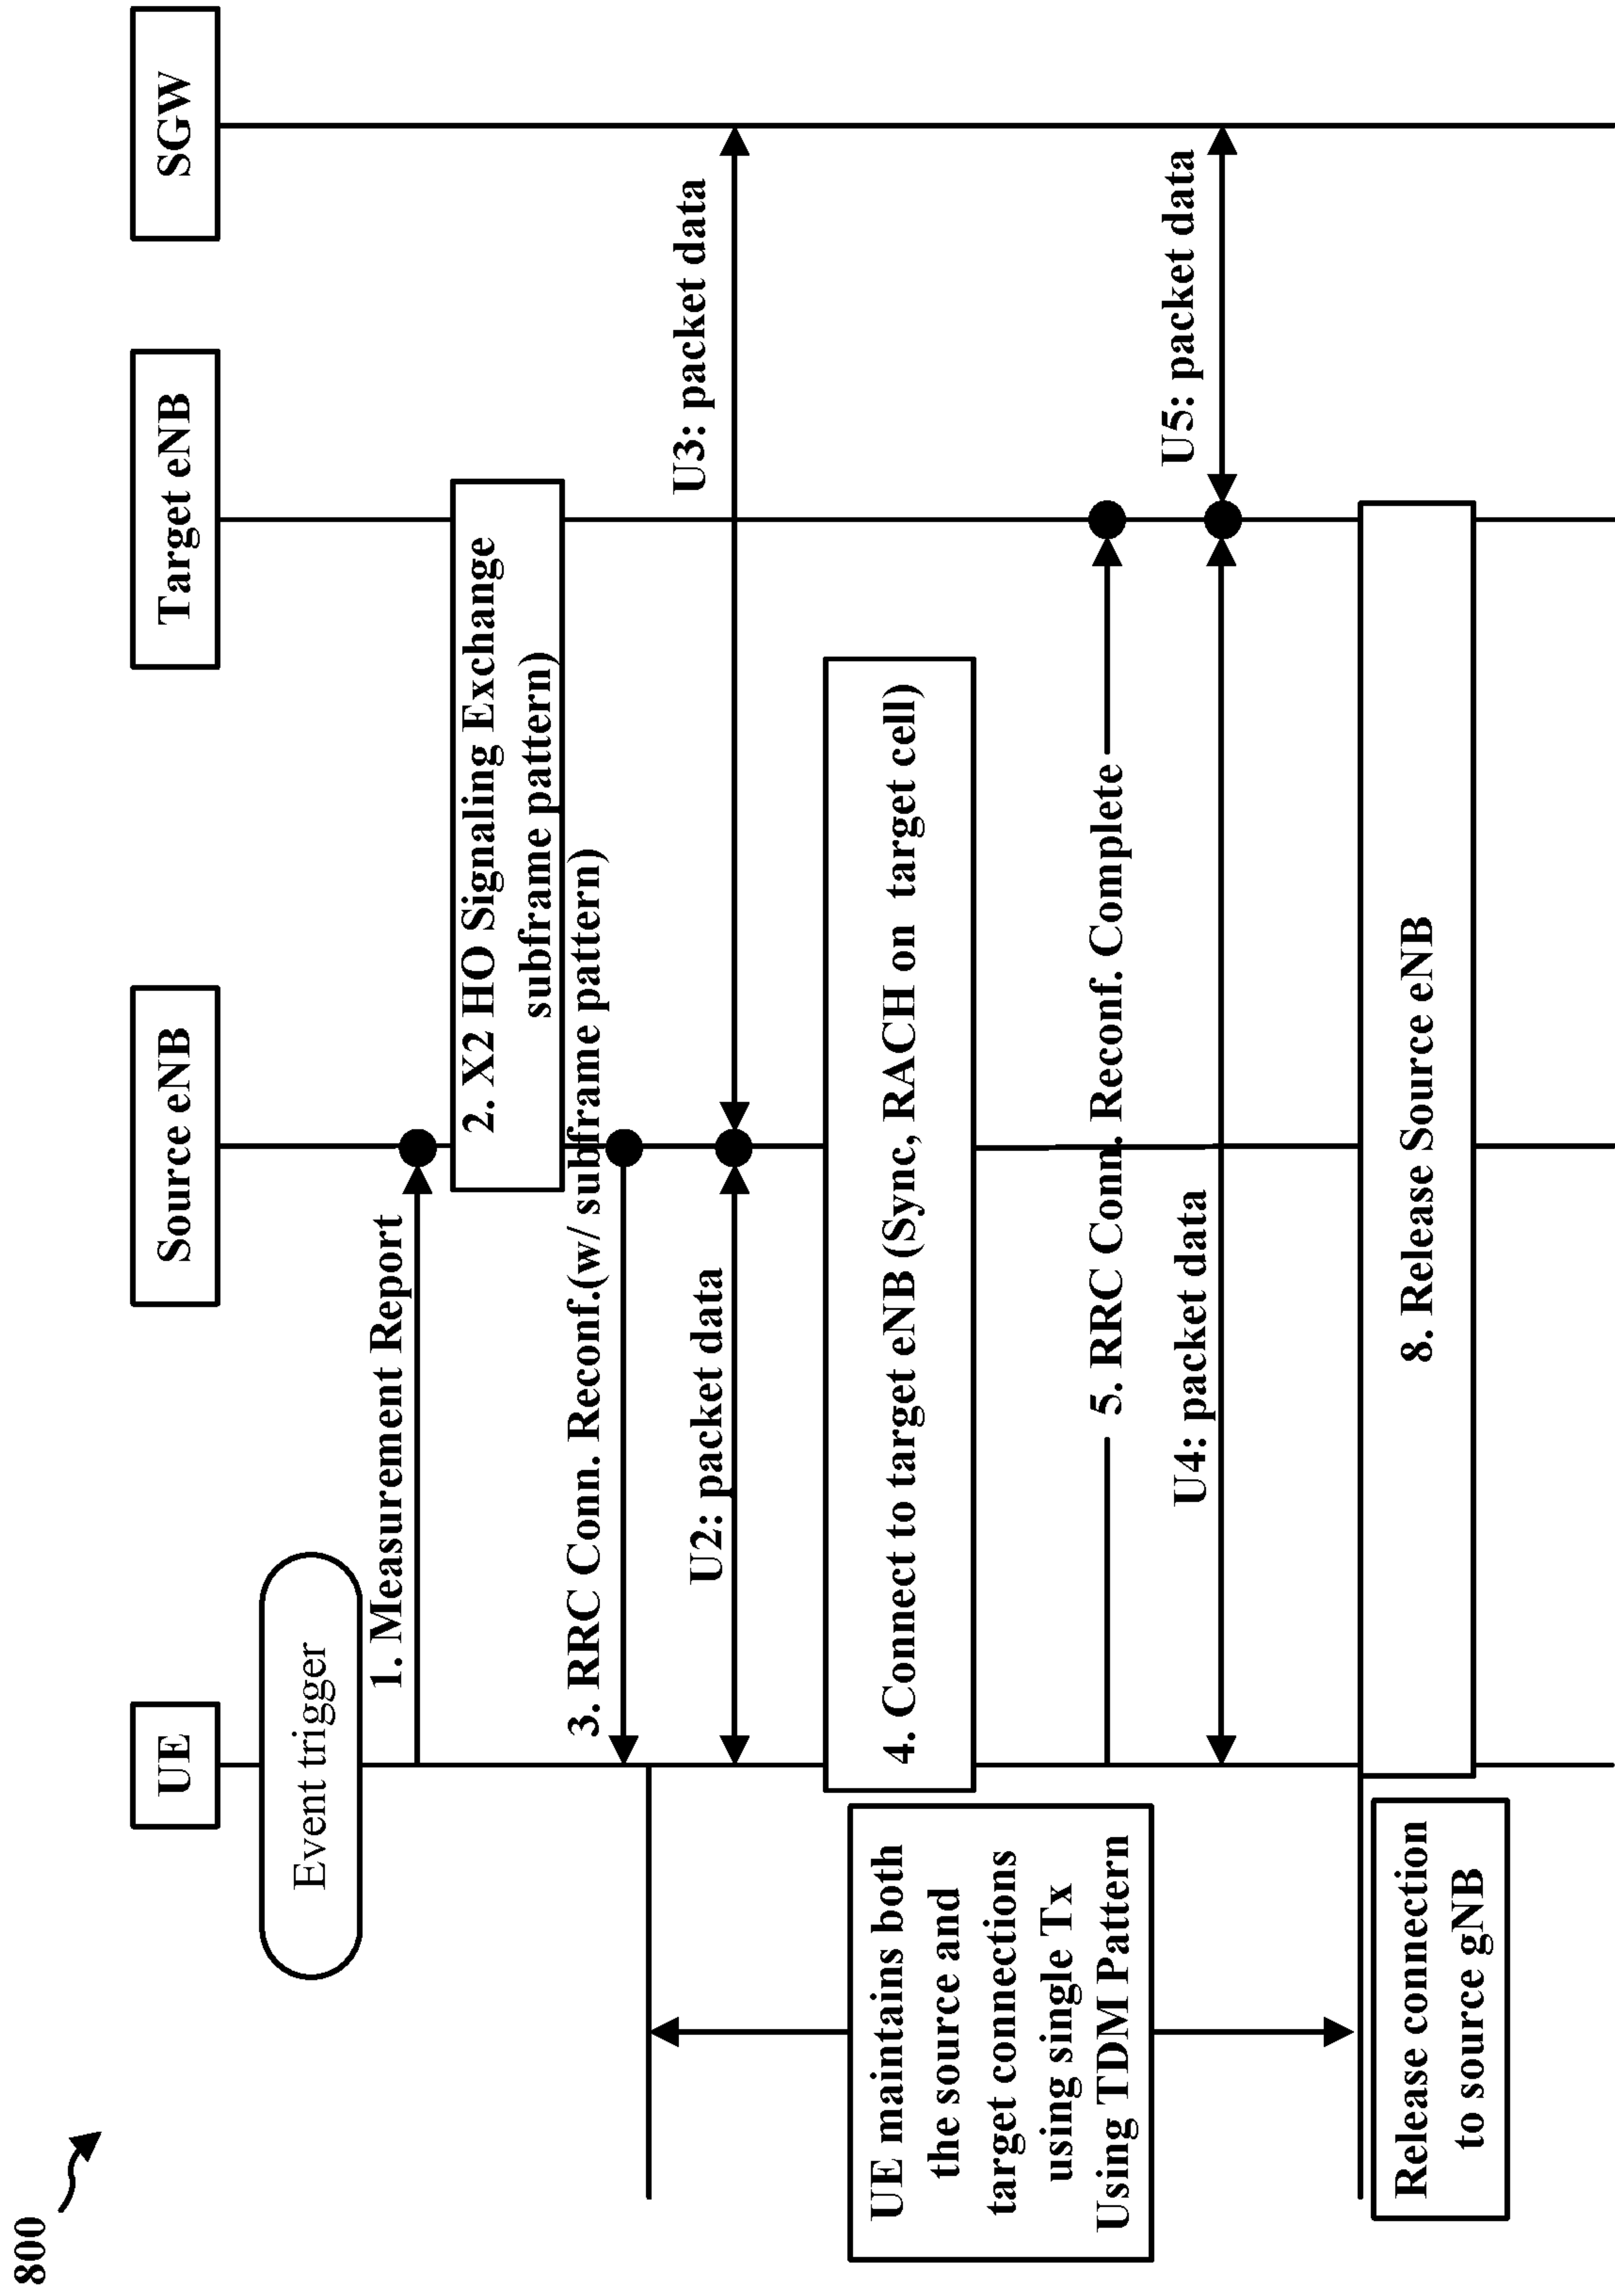 800
UE
Source eNB
Target eNB
SGW
Event trigger
1. Measurement Report
2. X2 HO Signaling Exchange
subframe pattern)
3. RRC Conn. Reconf.(w/ subframe pattern)
U2: packet data
U3: packet data
4. Connect to target eNB (Sync, RACH on target cell)
UE maintains both
the source and
target connections
using single Tx
Using TDM Pattern
5. RRC Conn. Reconf. Complete
U4: packet data
U5: packet data
8. Release Source eNB
Release connection
to source gNB